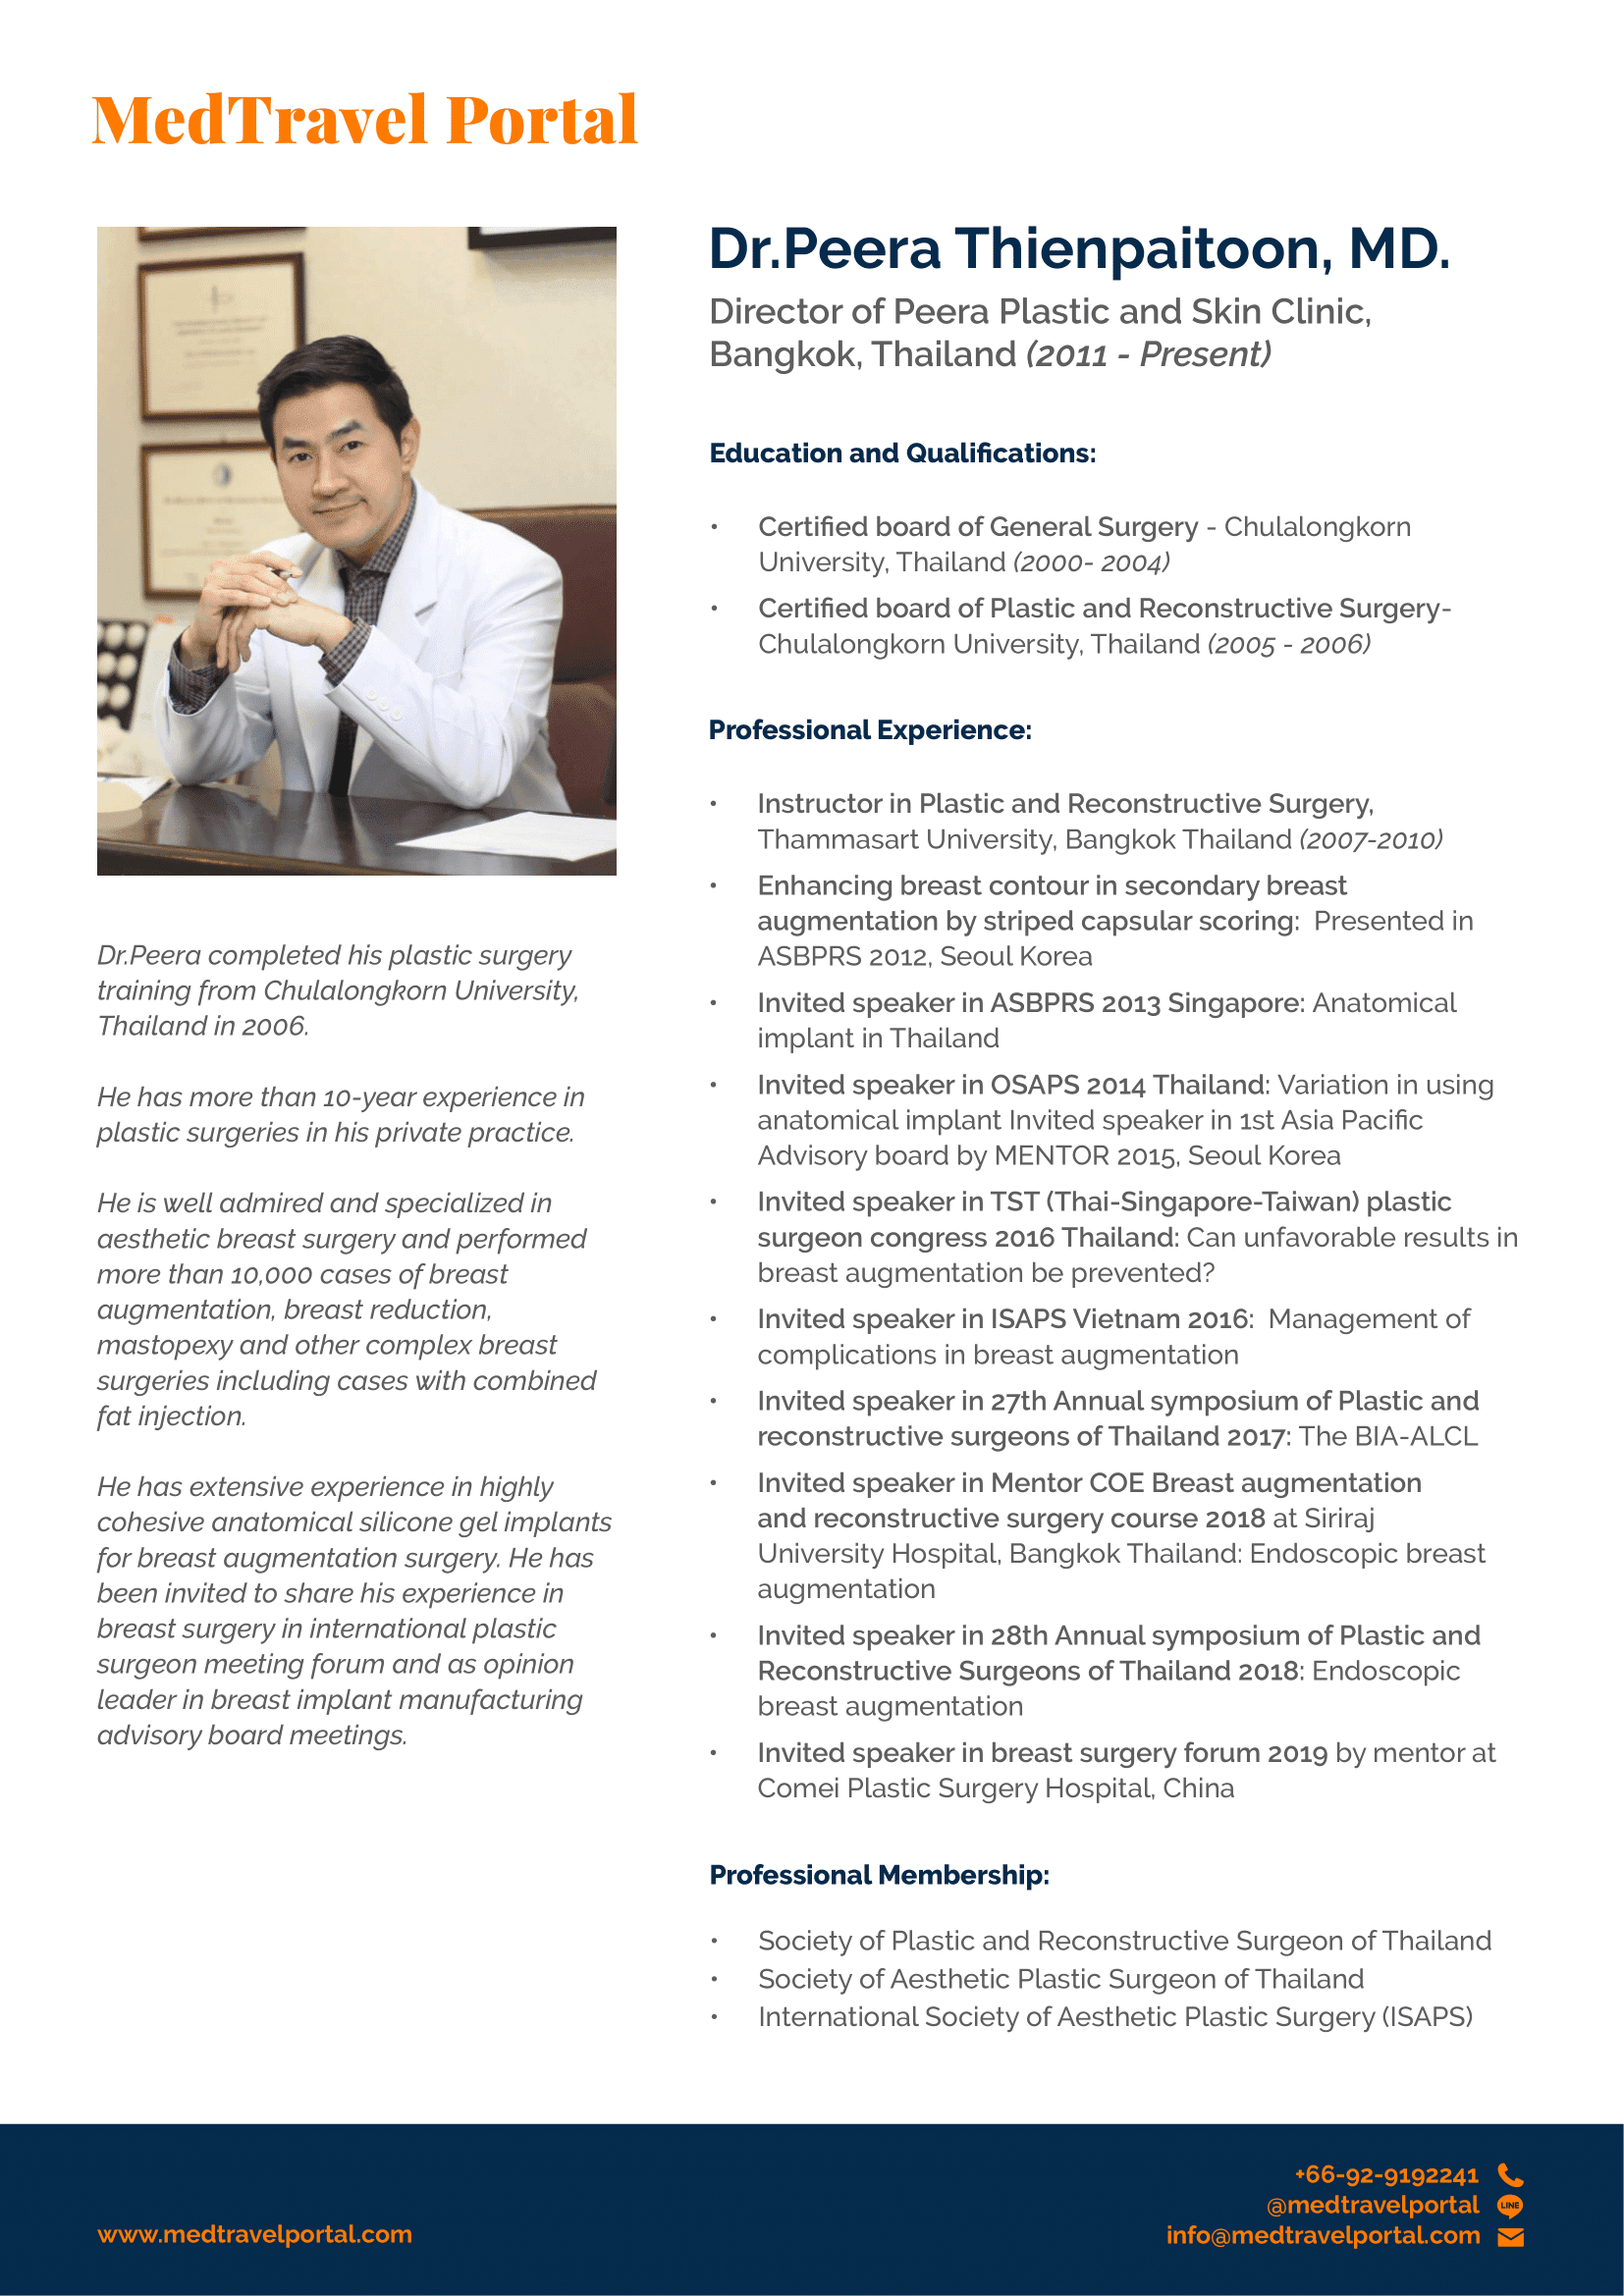 MedTravel Portal
Dr.Peera Thienpaitoon, MD.
Director of Peera Plastic and Skin Clinic,
Bangkok, Thailand (2011 - Present)
Education and Qualifications:
• Certified board of General Surgery - Chulalongkorn
University, Thailand (2000- 2004)
• Certified board of Plastic and Reconstructive Surgery-
Chulalongkorn University, Thailand (2005 - 2006)
Professional Experience:
• Instructor in Plastic and Reconstructive Surgery,
Thammasart University, Bangkok Thailand (2007-2010)
• Enhancing breast contour in secondary breast
augmentation by striped capsular scoring: Presented in
ASBPRS 2012, Seoul Korea
• Invited speaker in ASBPRS 2013 Singapore: Anatomical
implant in Thailand
• Invited speaker in OSAPS 2014 Thailand: Variation in using
anatomical implant Invited speaker in 1st Asia Pacific
Advisory board by MENTOR 2015, Seoul Korea
• Invited speaker in TST (Thai-Singapore-Taiwan) plastic
surgeon congress 2016 Thailand: Can unfavorable results in
breast augmentation be prevented?
• Invited speaker in ISAPS Vietnam 2016: Management of
complications in breast augmentation
• Invited speaker in 27th Annual symposium of Plastic and
reconstructive surgeons of Thailand 2017: The BIA-ALCL
• Invited speaker in Mentor COE Breast augmentation
and reconstructive surgery course 2018 at Siriraj
University Hospital, Bangkok Thailand: Endoscopic breast
augmentation
• Invited speaker in 28th Annual symposium of Plastic and
Reconstructive Surgeons of Thailand 2018: Endoscopic
breast augmentation
• Invited speaker in breast surgery forum 2019 by mentor at
Comei Plastic Surgery Hospital, China
Professional Membership:
• Society of Plastic and Reconstructive Surgeon of Thailand
• Society of Aesthetic Plastic Surgeon of Thailand
• International Society of Aesthetic Plastic Surgery (ISAPS)
Dr.Peera completed his plastic surgery
training from Chulalongkorn University,
Thailand in 2006.
He has more than 10-year experience in
plastic surgeries in his private practice.
He is well admired and specialized in
aesthetic breast surgery and performed
more than 10,000 cases of breast
augmentation, breast reduction,
mastopexy and other complex breast
surgeries including cases with combined
fat injection.
He has extensive experience in highly
cohesive anatomical silicone gel implants
for breast augmentation surgery. He has
been invited to share his experience in
breast surgery in international plastic
surgeon meeting forum and as opinion
leader in breast implant manufacturing
advisory board meetings.
www.medtravelportal.com
+66-92-9192241
@medtravelportal LINE
info@medtravelportal.com